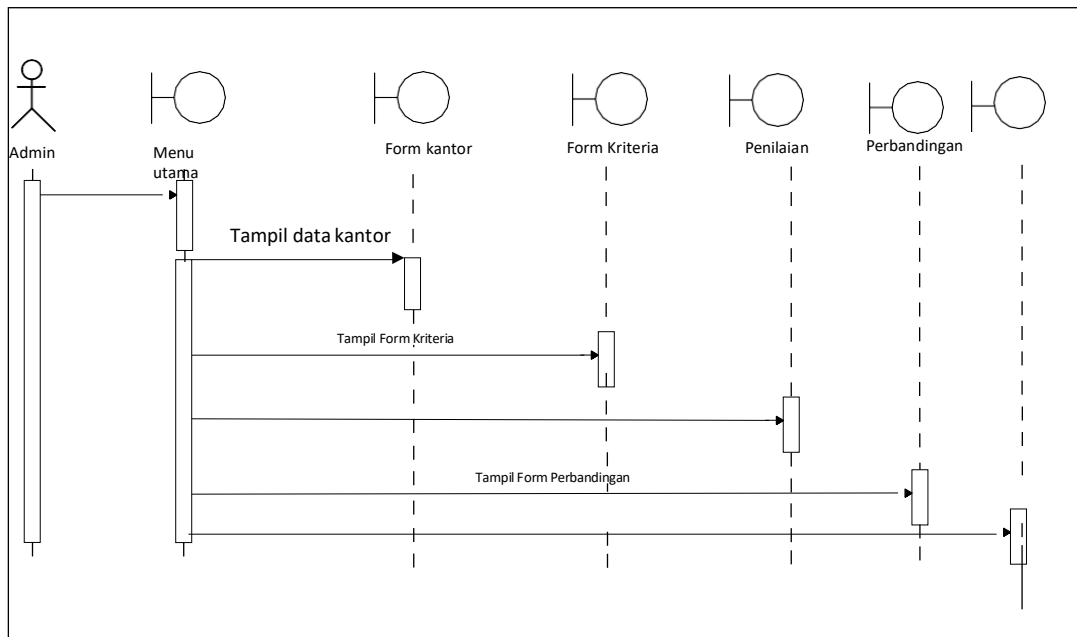 Admin
Menu
utama
Form kantor
Form Kriteria
Penilaian
Perbandingan
Tampil data kantor
Tampil Form Kriteria
Tampil Form Perbandingan